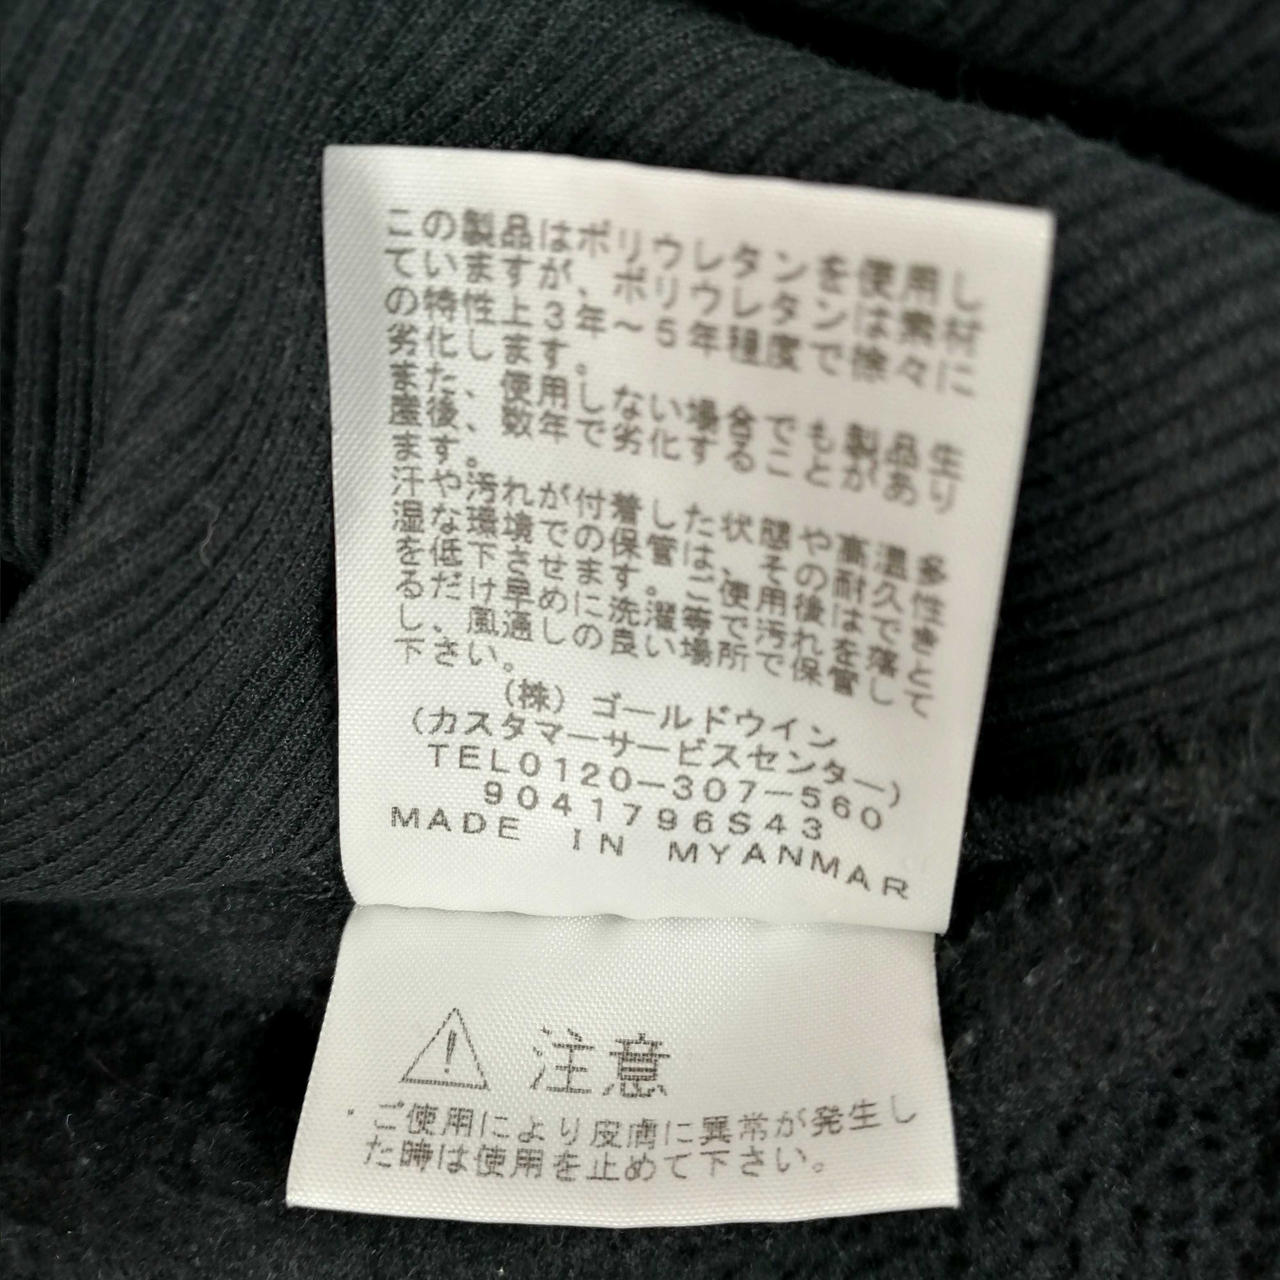 この製品はポリウレタンを使用し
ていますが、ポリウレタンは素材
の特性上3年～5年程度で徐々に
劣化します。
また、使用しない場合でも製品生
産後、数年で劣化することがあり
ます。
汗や汚れが付着した状態や高温多
湿な環境での保管は、その耐久性
を低下させます。ご使用後はできる
るだけ早めに洗濯等で汚れを落と
し、風通しの良い場所で保管して
下さい。
(株)ゴールドウイン
(カスタマーサービスセンター)
TEL0120-307-560
9041796S43
MADE IN MYANMAR
注意
・ご使用により皮膚に異常が発生し
た時は使用を止めて下さい。